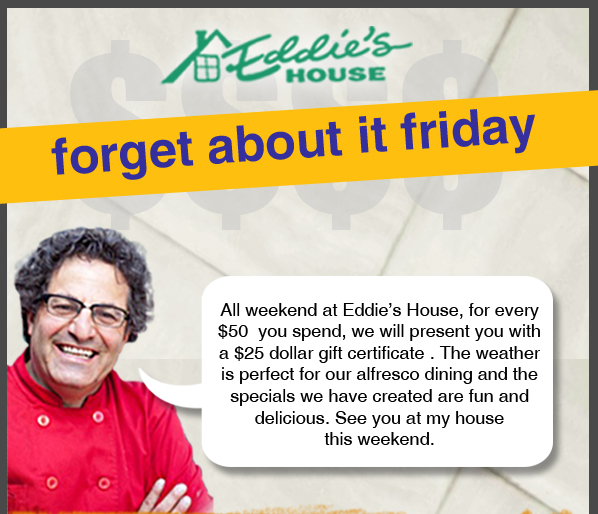 Eddie's
HOUSE
$$$$
forget about it friday
All weekend at Eddie's House, for every
$50  you spend, we will present you with
a $25 dollar gift certificate . The weather
is perfect for our alfresco dining and the
specials we have created are fun and
delicious. See you at my house
this weekend.